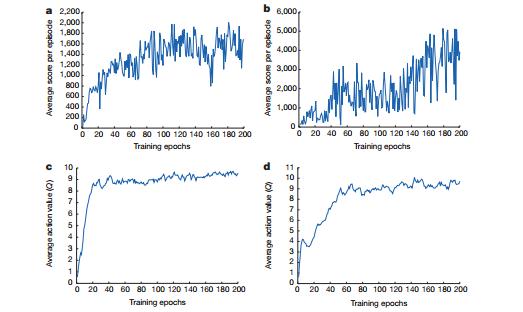 a
2,200
2,000
1,800
1,600
1,400
1,200
1,000
800
600
400
200
0
Average score per episode
0 20 40 60 80 100 120 140 160 180 200
Training epochs
b
6,000
5,000
4,000
3,000
2,000
1,000
0
Average score per episode
0 20 40 60 80 100 120 140 160 180 200
Training epochs
c
10
9
8
7
6
5
4
3
2
1
0
Average action value (Q)
0 20 40 60 80 100 120 140 160 180 200
Training epochs
d
11
10
9
8
7
6
5
4
3
2
1
0
Average action value (Q)
0 20 40 60 80 100 120 140 160 180 200
Training epochs